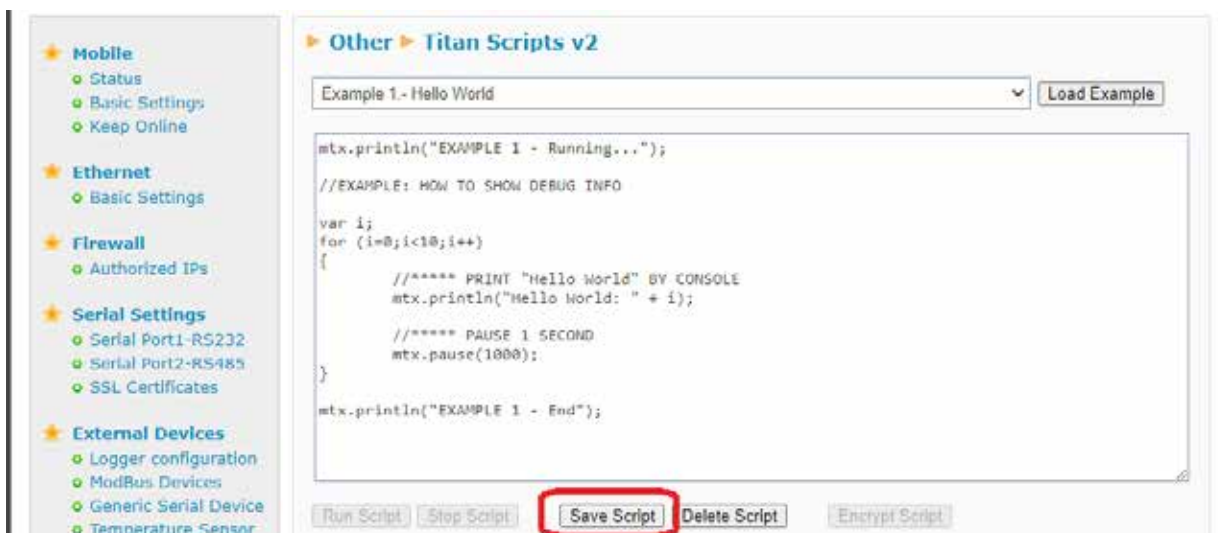 Mobile
Status
Basic Settings
Keep Online
Ethernet
Basic Settings
Firewall
Authorized IPs
Serial Settings
Serial Port1-RS232
Serial Port2-RS485
SSL Certificates
External Devices
Logger configuration
ModBus Devices
Generic Serial Device
Temperature Sensor
Other Titan Scripts v2
Example 1.- Hello World
Load Example
mtx.println("EXAMPLE 1 - Running...");
//EXAMPLE: HOW TO SHOW DEBUG INFO
var i;
for (i=0;i<10;i++)
{
//***** PRINT "Hello World" BY CONSOLE
mtx.println("Hello World: " + i);
//***** PAUSE 1 SECOND
mtx.pause(1000);
}
mtx.println("EXAMPLE 1 - End");
Run Script Stop Script Save Script Delete Script Encrypt Script